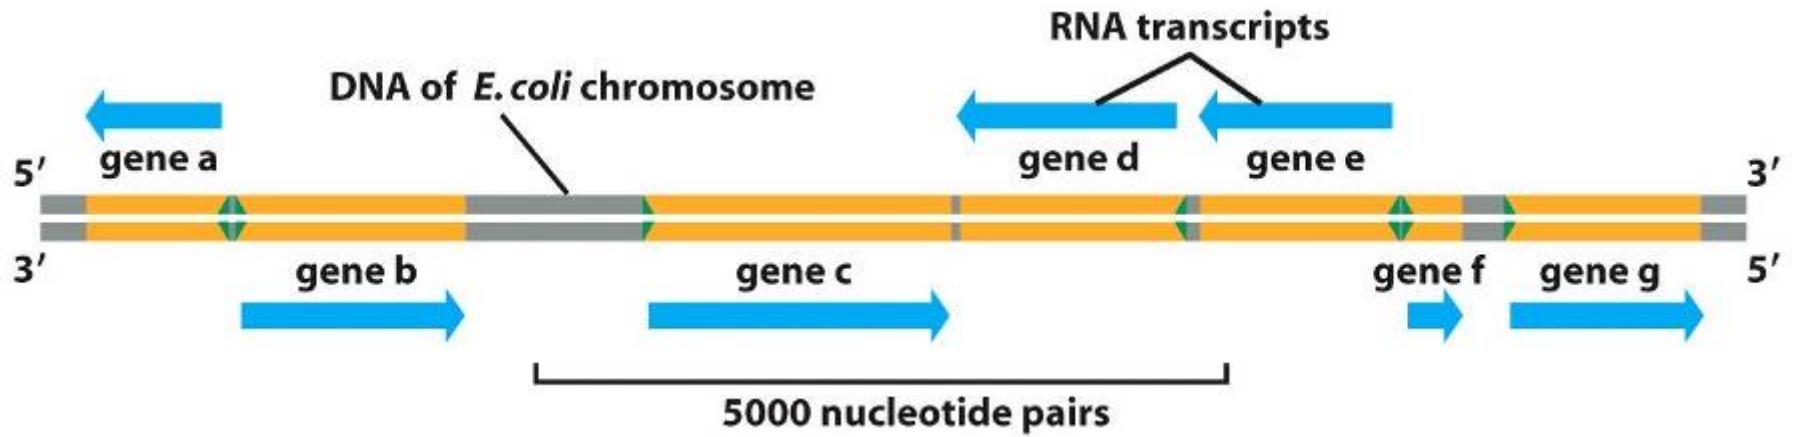 RNA transcripts
DNA of E. coli chromosome
gene a
gene d
gene e
5′
3′
3′
5′
gene b
gene c
gene f
gene g
5000 nucleotide pairs